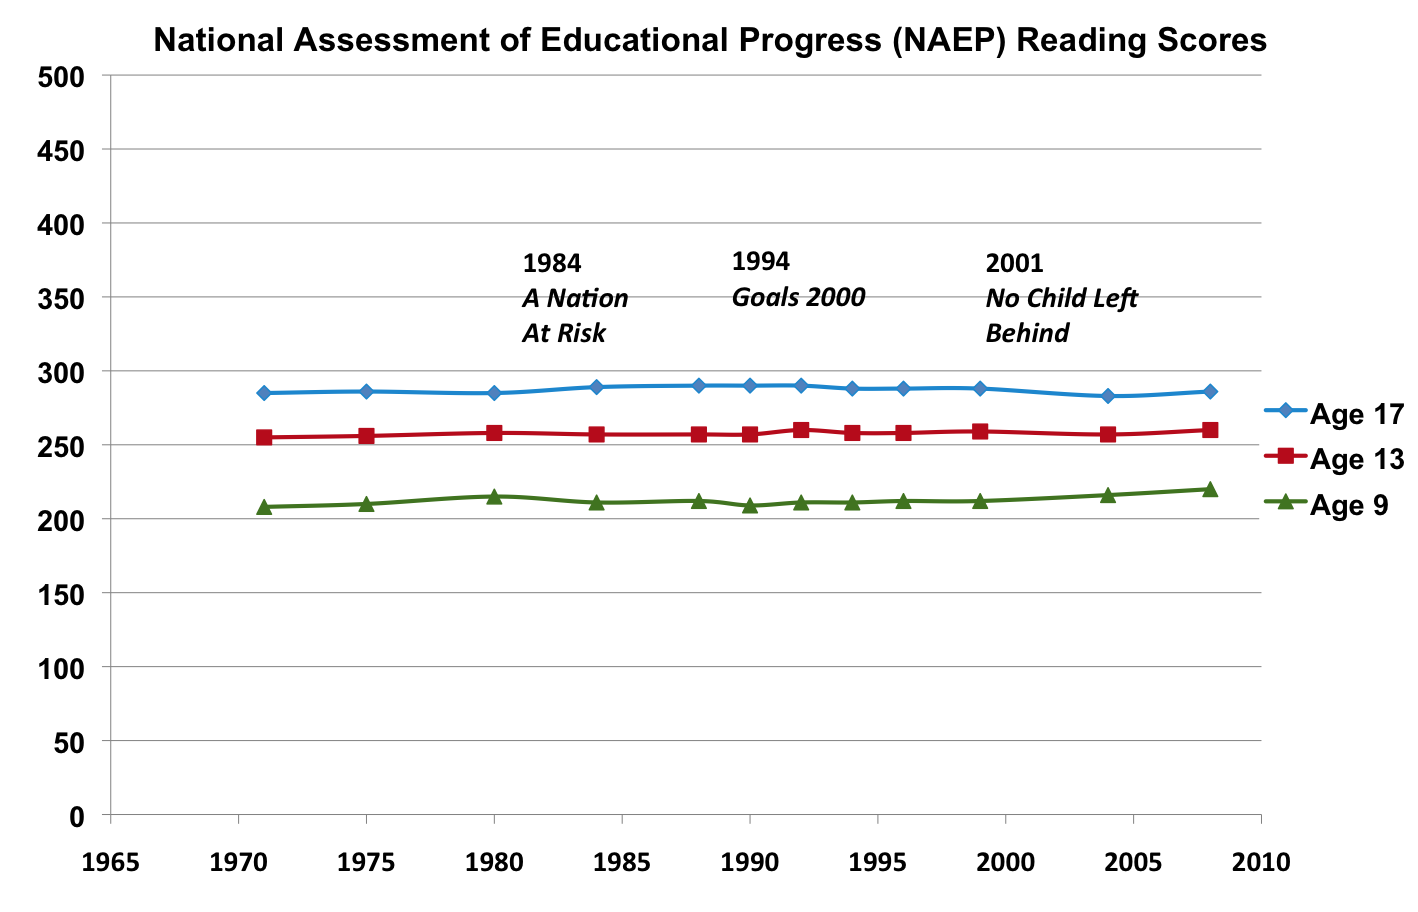 National Assessment of Educational Progress (NAEP) Reading Scores
500
450
400
350
300
250
200
150
100
50
0
1984
A Nation
At Risk
1994
Goals 2000
2001
No Child Left
Behind
Age 17
Age 13
Age 9
1965 1970 1975 1980 1985 1990 1995 2000 2005 2010